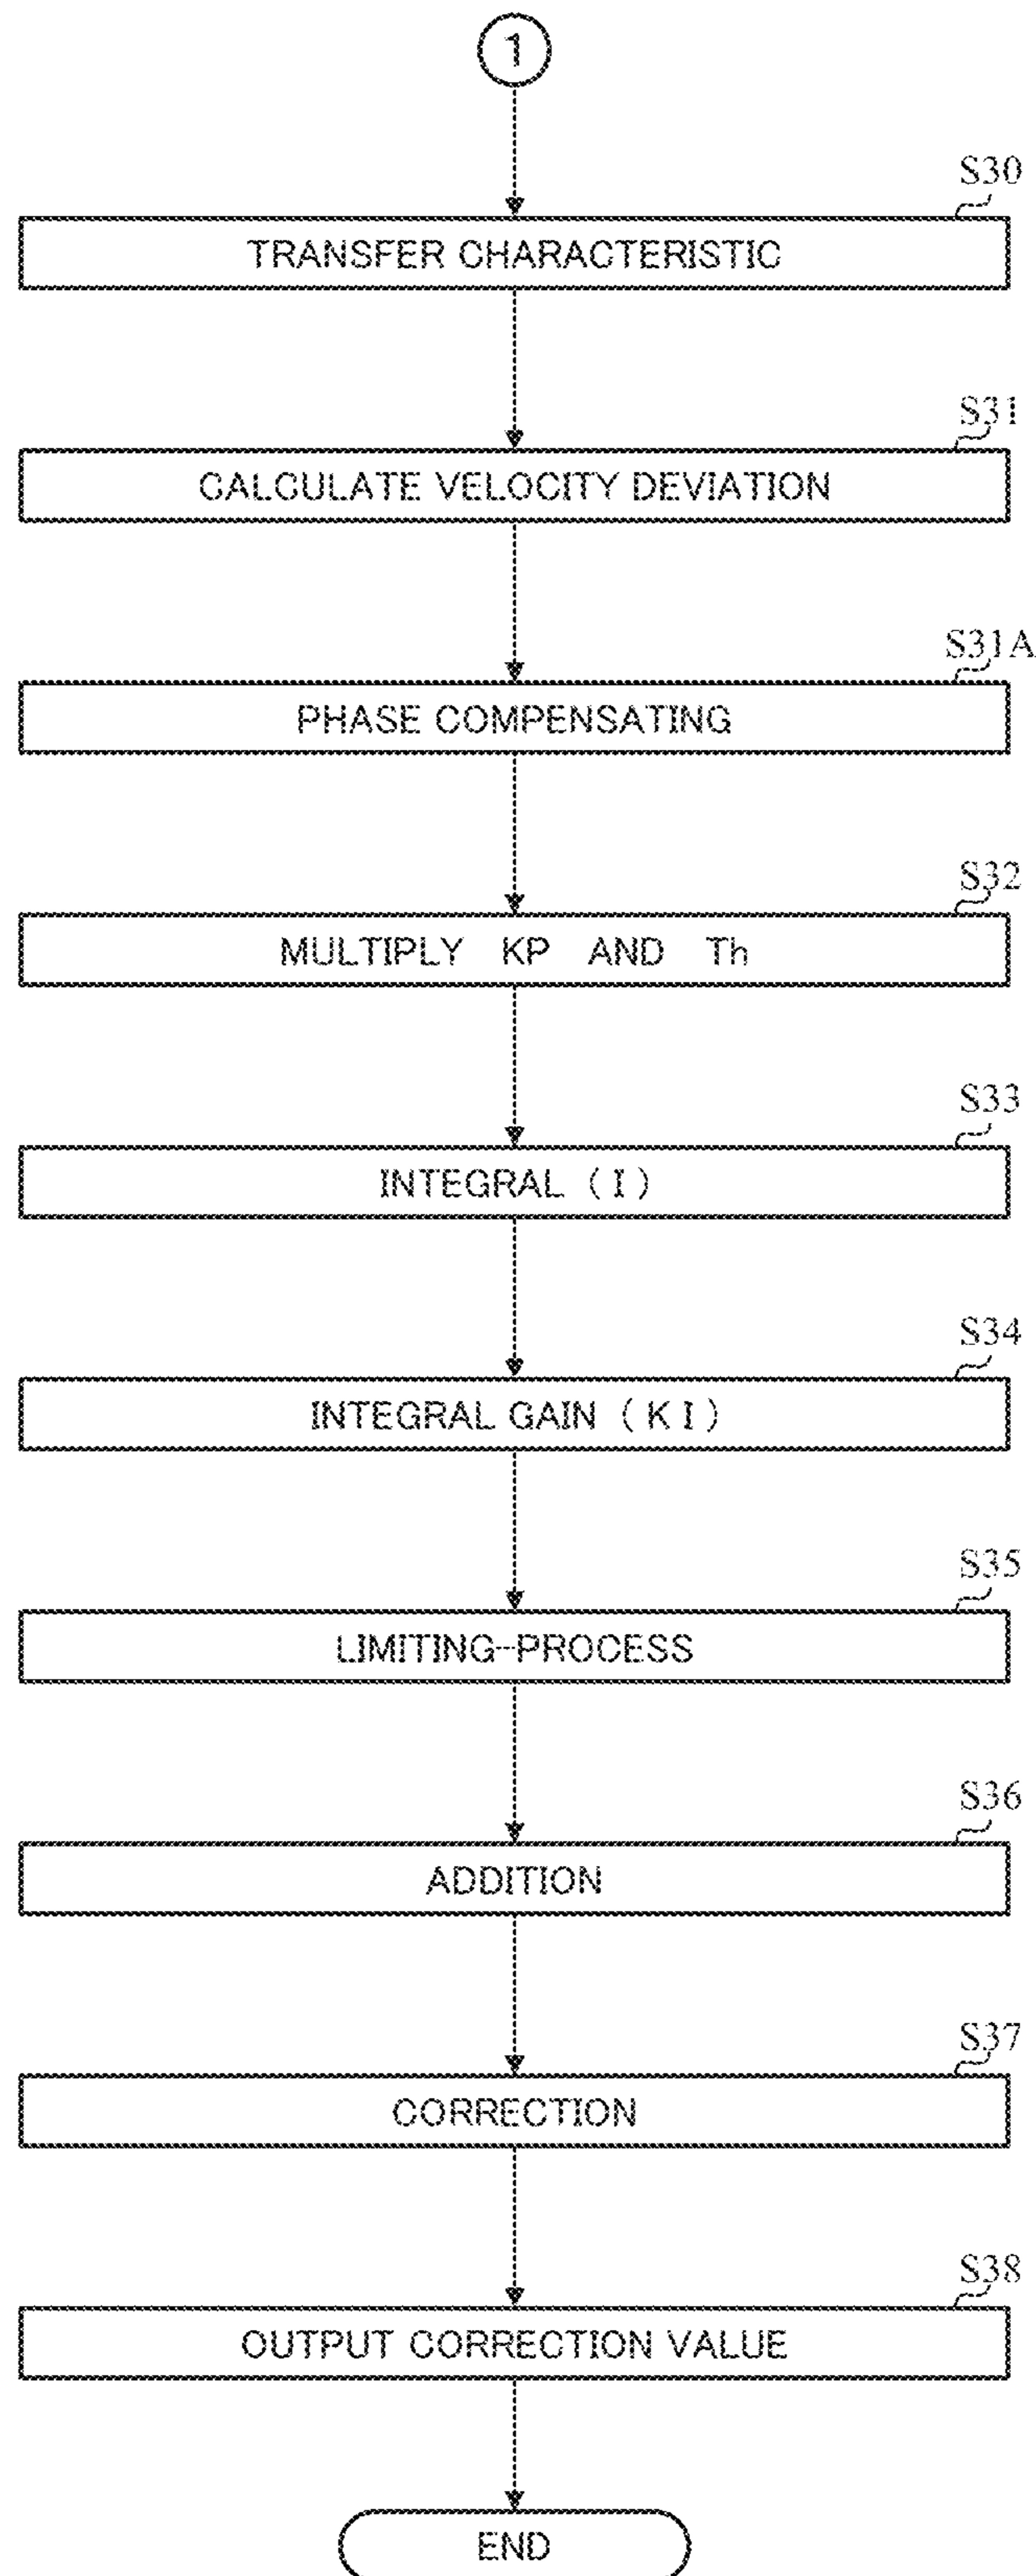 1
S30
TRANSFER CHARACTERISTIC
S31
CALCULATE VELOCITY DEVIATION
S31A
PHASE COMPENSATING
S32
MULTIPLY KP AND Th
S33
INTEGRAL (I)
S34
INTEGRAL GAIN (KI)
S35
LIMITING-PROCESS
S36
ADDITION
S37
CORRECTION
S38
OUTPUT CORRECTION VALUE
END